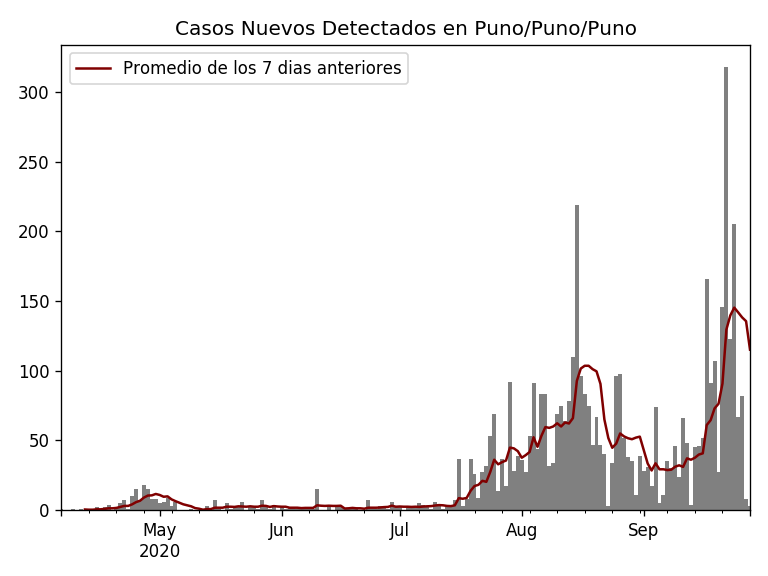 Casos Nuevos Detectados en Puno/Puno/Puno
Promedio de los 7 dias anteriores
300
250
200
150
100
50
0
May Jun Jul Aug Sep
2020